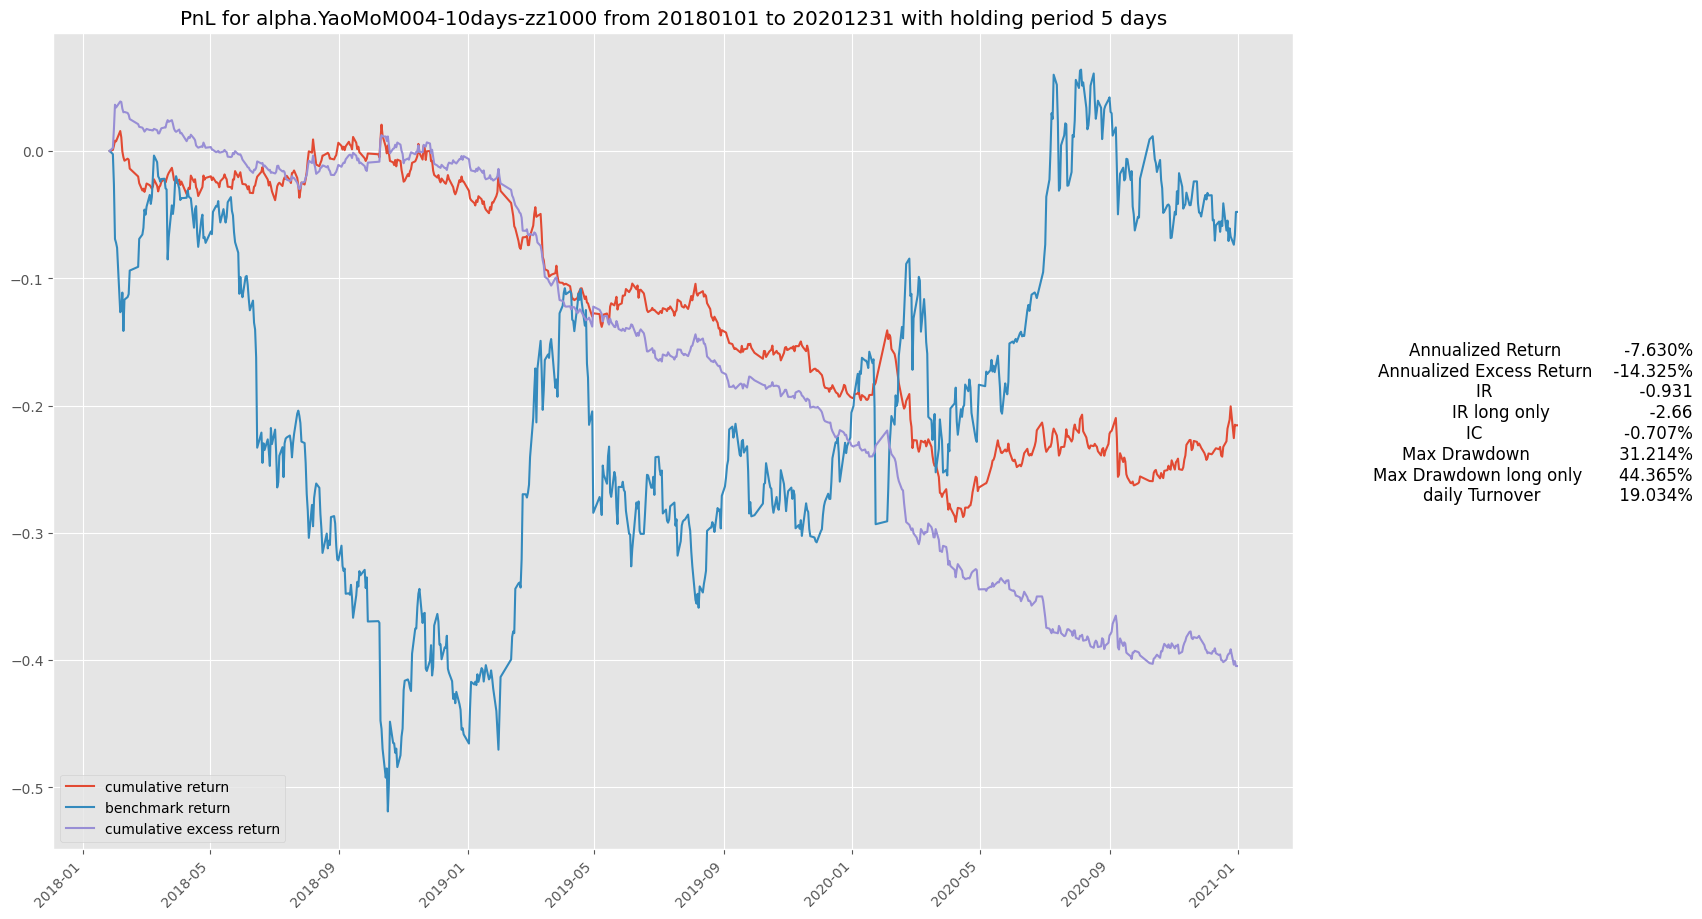 PnL for alpha.YaoMoM004-10days-zz1000 from 20180101 to 20201231 with holding period 5 days
0.0
−0.1
−0.2
−0.3
−0.4
−0.5
cumulative return
benchmark return
cumulative excess return
2018-01
2018-05
2018-09
2019-01
2019-05
2019-09
2020-01
2020-05
2020-09
2021-01
Annualized Return -7.630%
Annualized Excess Return -14.325%
IR -0.931
IR long only -2.66
IC -0.707%
Max Drawdown 31.214%
Max Drawdown long only 44.365%
daily Turnover 19.034%